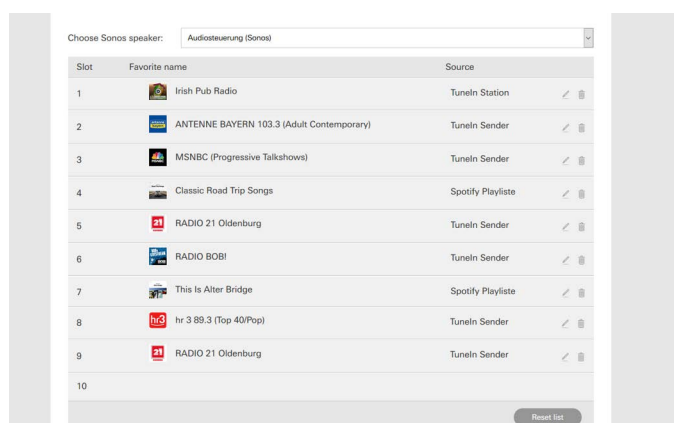 Choose Sonos speaker: Audiosteuerung (Sonos)
Slot Favorite name Source
1 Irish Pub Radio TuneIn Station
2 ANTENNE BAYERN 103.3 (Adult Contemporary) TuneIn Sender
3 MSNBC (Progressive Talkshows) TuneIn Sender
4 Classic Road Trip Songs Spotify Playliste
5 21 RADIO 21 Oldenburg TuneIn Sender
6 RADIO BOB! TuneIn Sender
7 This Is Alter Bridge Spotify Playliste
8 hr3 hr 3 89.3 (Top 40/Pop) TuneIn Sender
9 21 RADIO 21 Oldenburg TuneIn Sender
10
Reset list